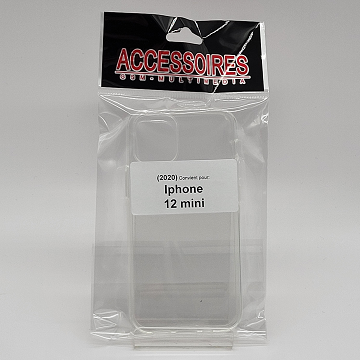 ACCESSOIRES
GSM-MULTIMEDIA
(2020) Convient pour:
Iphone
12 mini